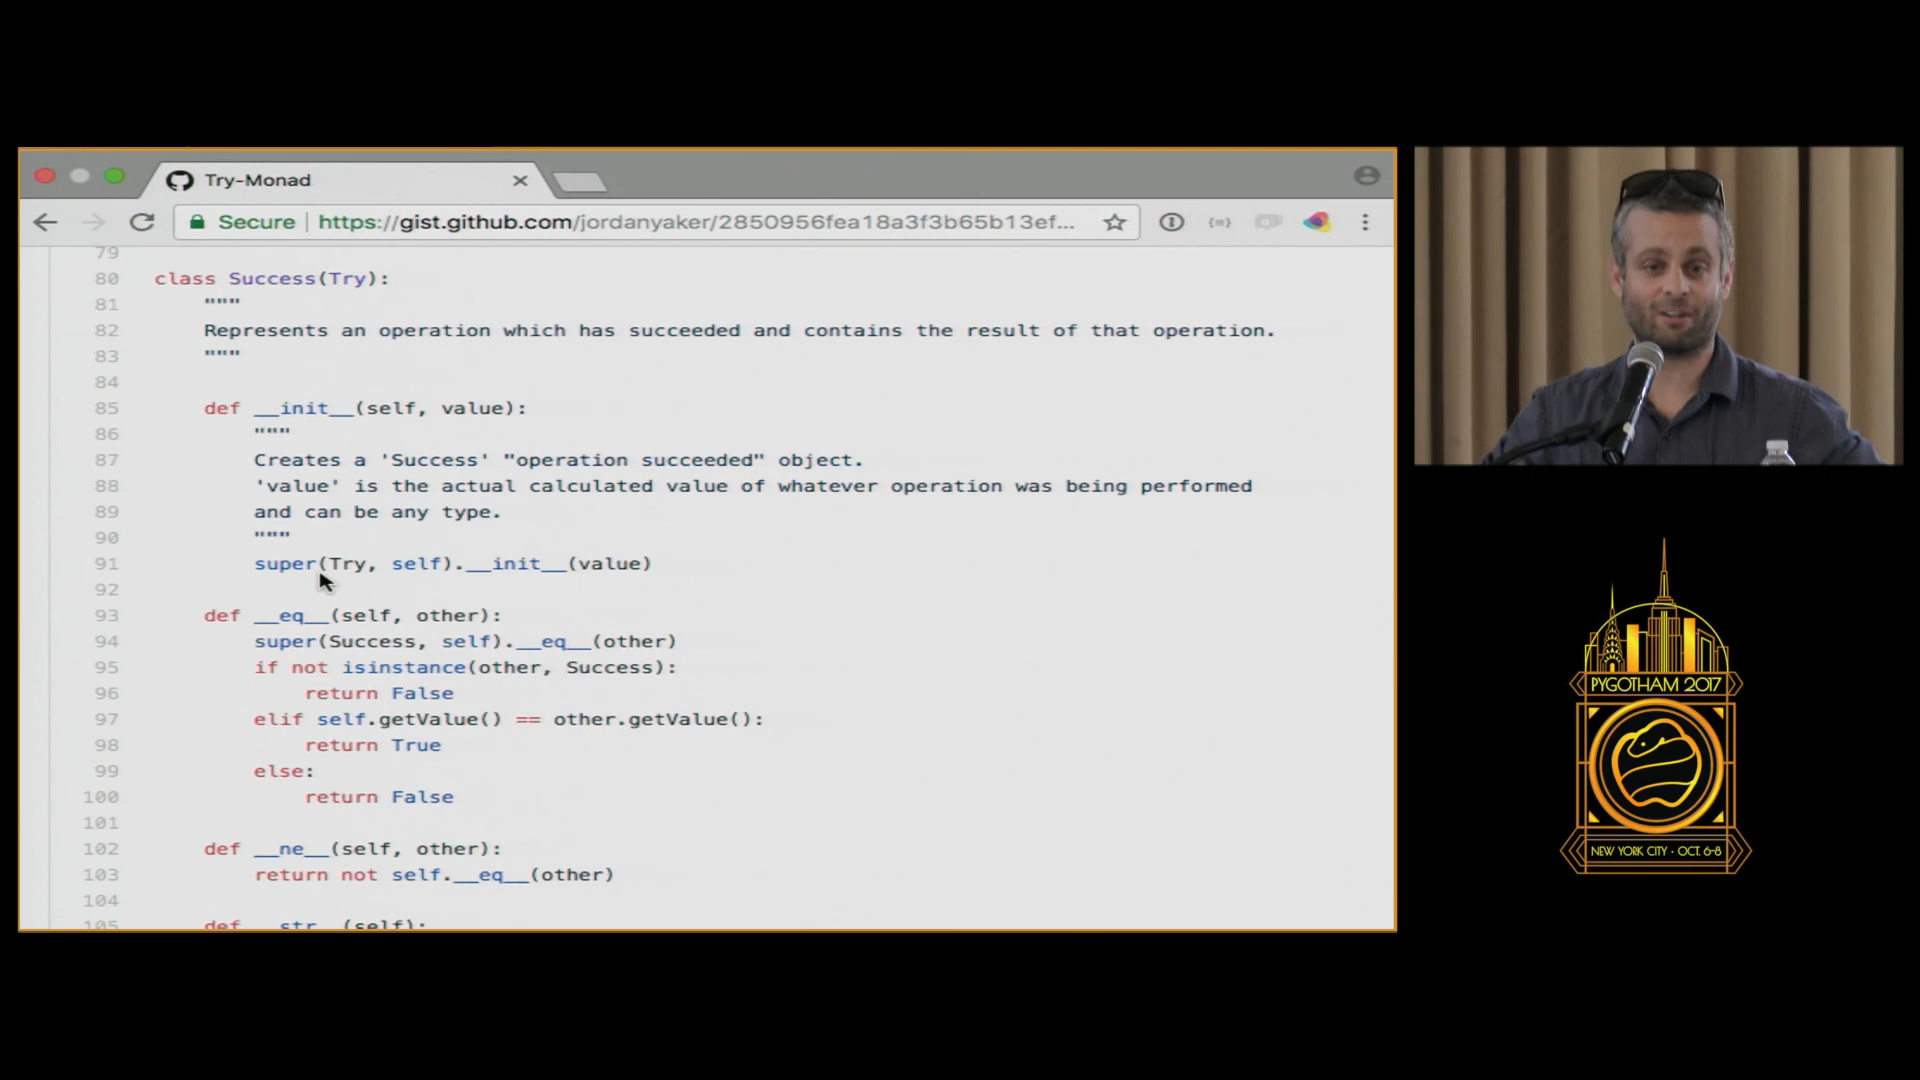 Try-Monad
Secure https://gist.github.com/jordanyaker/2850956fea18a3f3b65b13ef...
79
80 class Success(Try):
81 """
82 Represents an operation which has succeeded and contains the result of that operation.
83 """
84
85 def __init__(self, value):
86 """
87 Creates a 'Success' "operation succeeded" object.
88 'value' is the actual calculated value of whatever operation was being performed
89 and can be any type.
90 """
91 super(Try, self).__init__(value)
92
93 def __eq__(self, other):
94 super(Success, self).__eq__(other)
95 if not isinstance(other, Success):
96 return False
97 elif self.getValue() == other.getValue():
98 return True
99 else:
100 return False
101
102 def __ne__(self, other):
103 return not self.__eq__(other)
104
105 def __str__(self):
PYGOTHAM 2017
NEW YORK CITY • OCT. 6-8